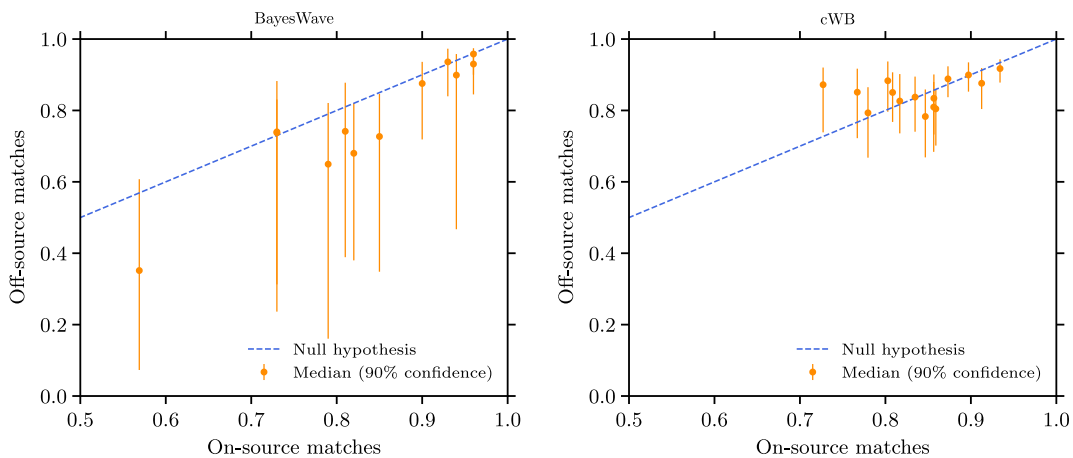 BayesWave
1.0
0.8
0.6
0.4
0.2
0.0
Off-source matches
Null hypothesis
Median (90% confidence)
0.5 0.6 0.7 0.8 0.9 1.0
On-source matches
cWB
1.0
0.8
0.6
0.4
0.2
0.0
Off-source matches
Null hypothesis
Median (90% confidence)
0.5 0.6 0.7 0.8 0.9 1.0
On-source matches